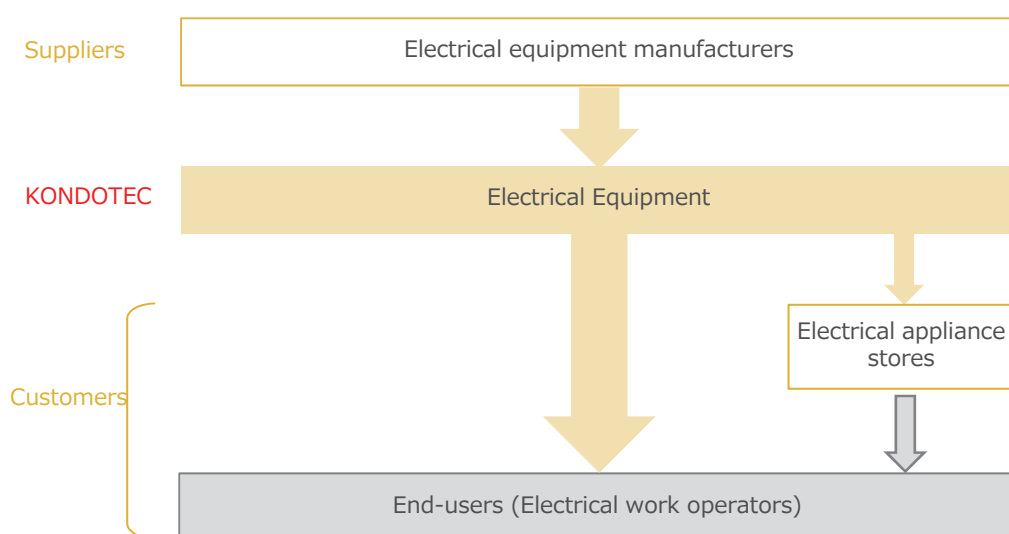 Suppliers
Electrical equipment manufacturers
KONDOTEC
Electrical Equipment
Electrical appliance
stores
Customers
End-users (Electrical work operators)